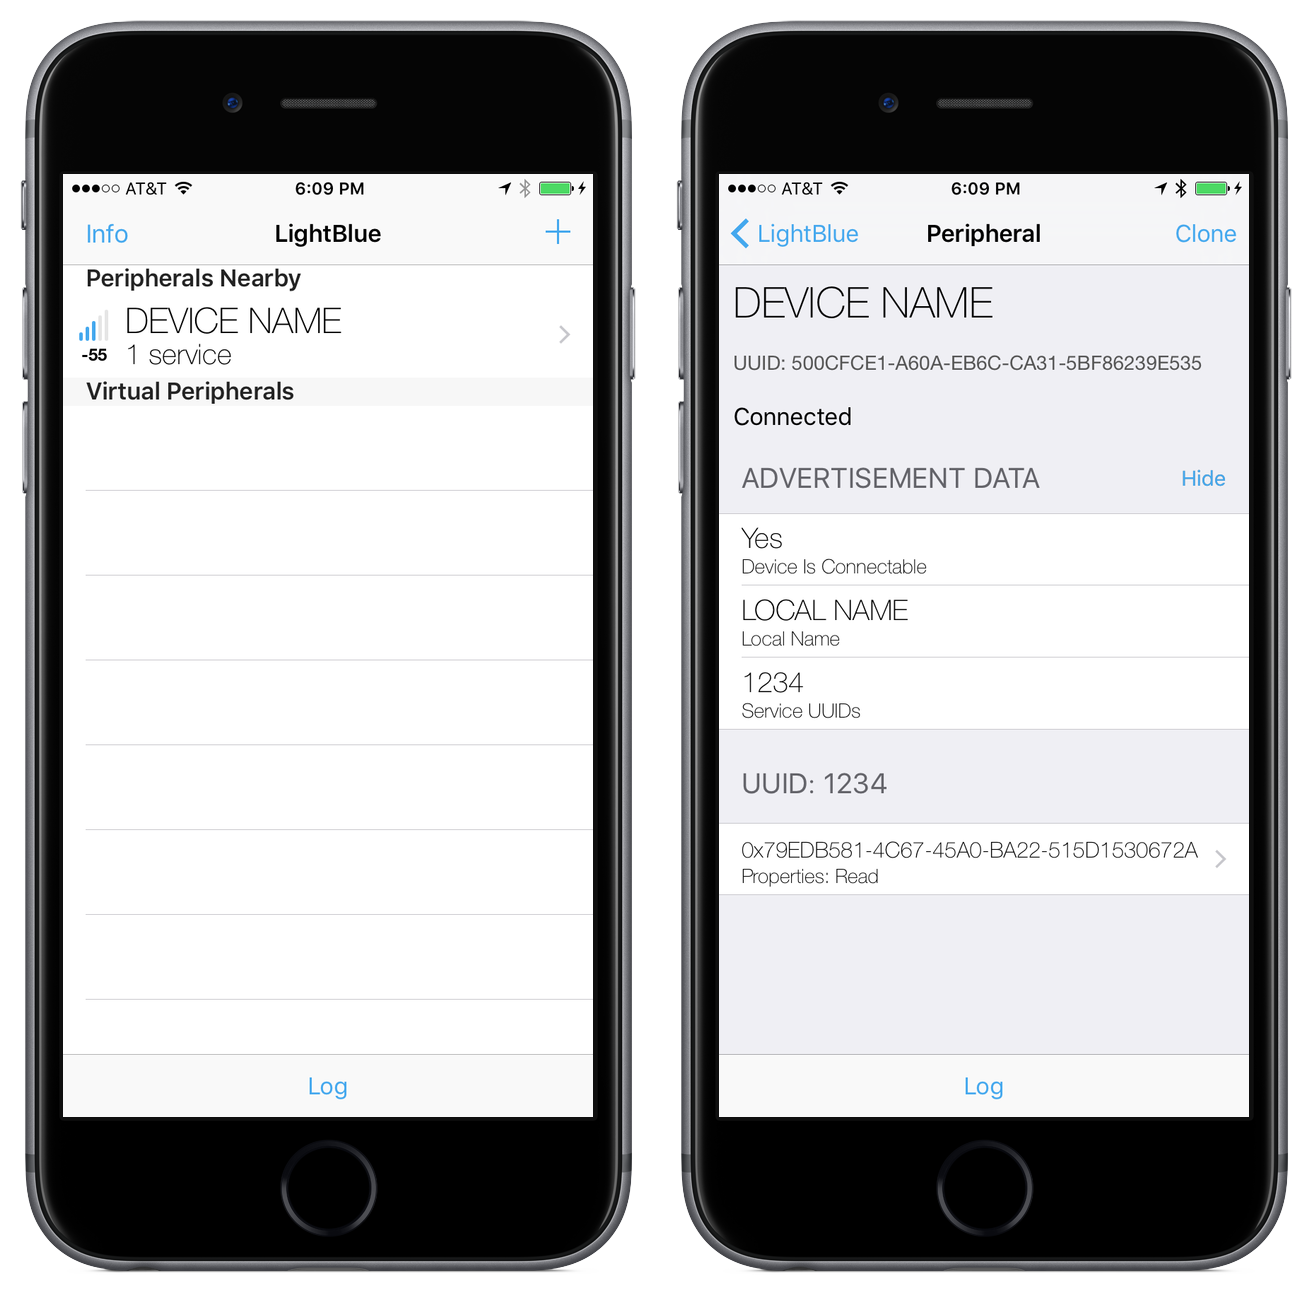 AT&T 6:09 PM
Info LightBlue +
Peripherals Nearby
DEVICE NAME
-55 1 service
Virtual Peripherals
Log
AT&T 6:09 PM
LightBlue Peripheral Clone
DEVICE NAME
UUID: 500CFCE1-A60A-EB6C-CA31-5BF86239E535
Connected
ADVERTISEMENT DATA Hide
Yes
Device Is Connectable
LOCAL NAME
Local Name
1234
Service UUIDs
UUID: 1234
0x79EDB581-4C67-45A0-BA22-515D1530672A
Properties: Read
Log